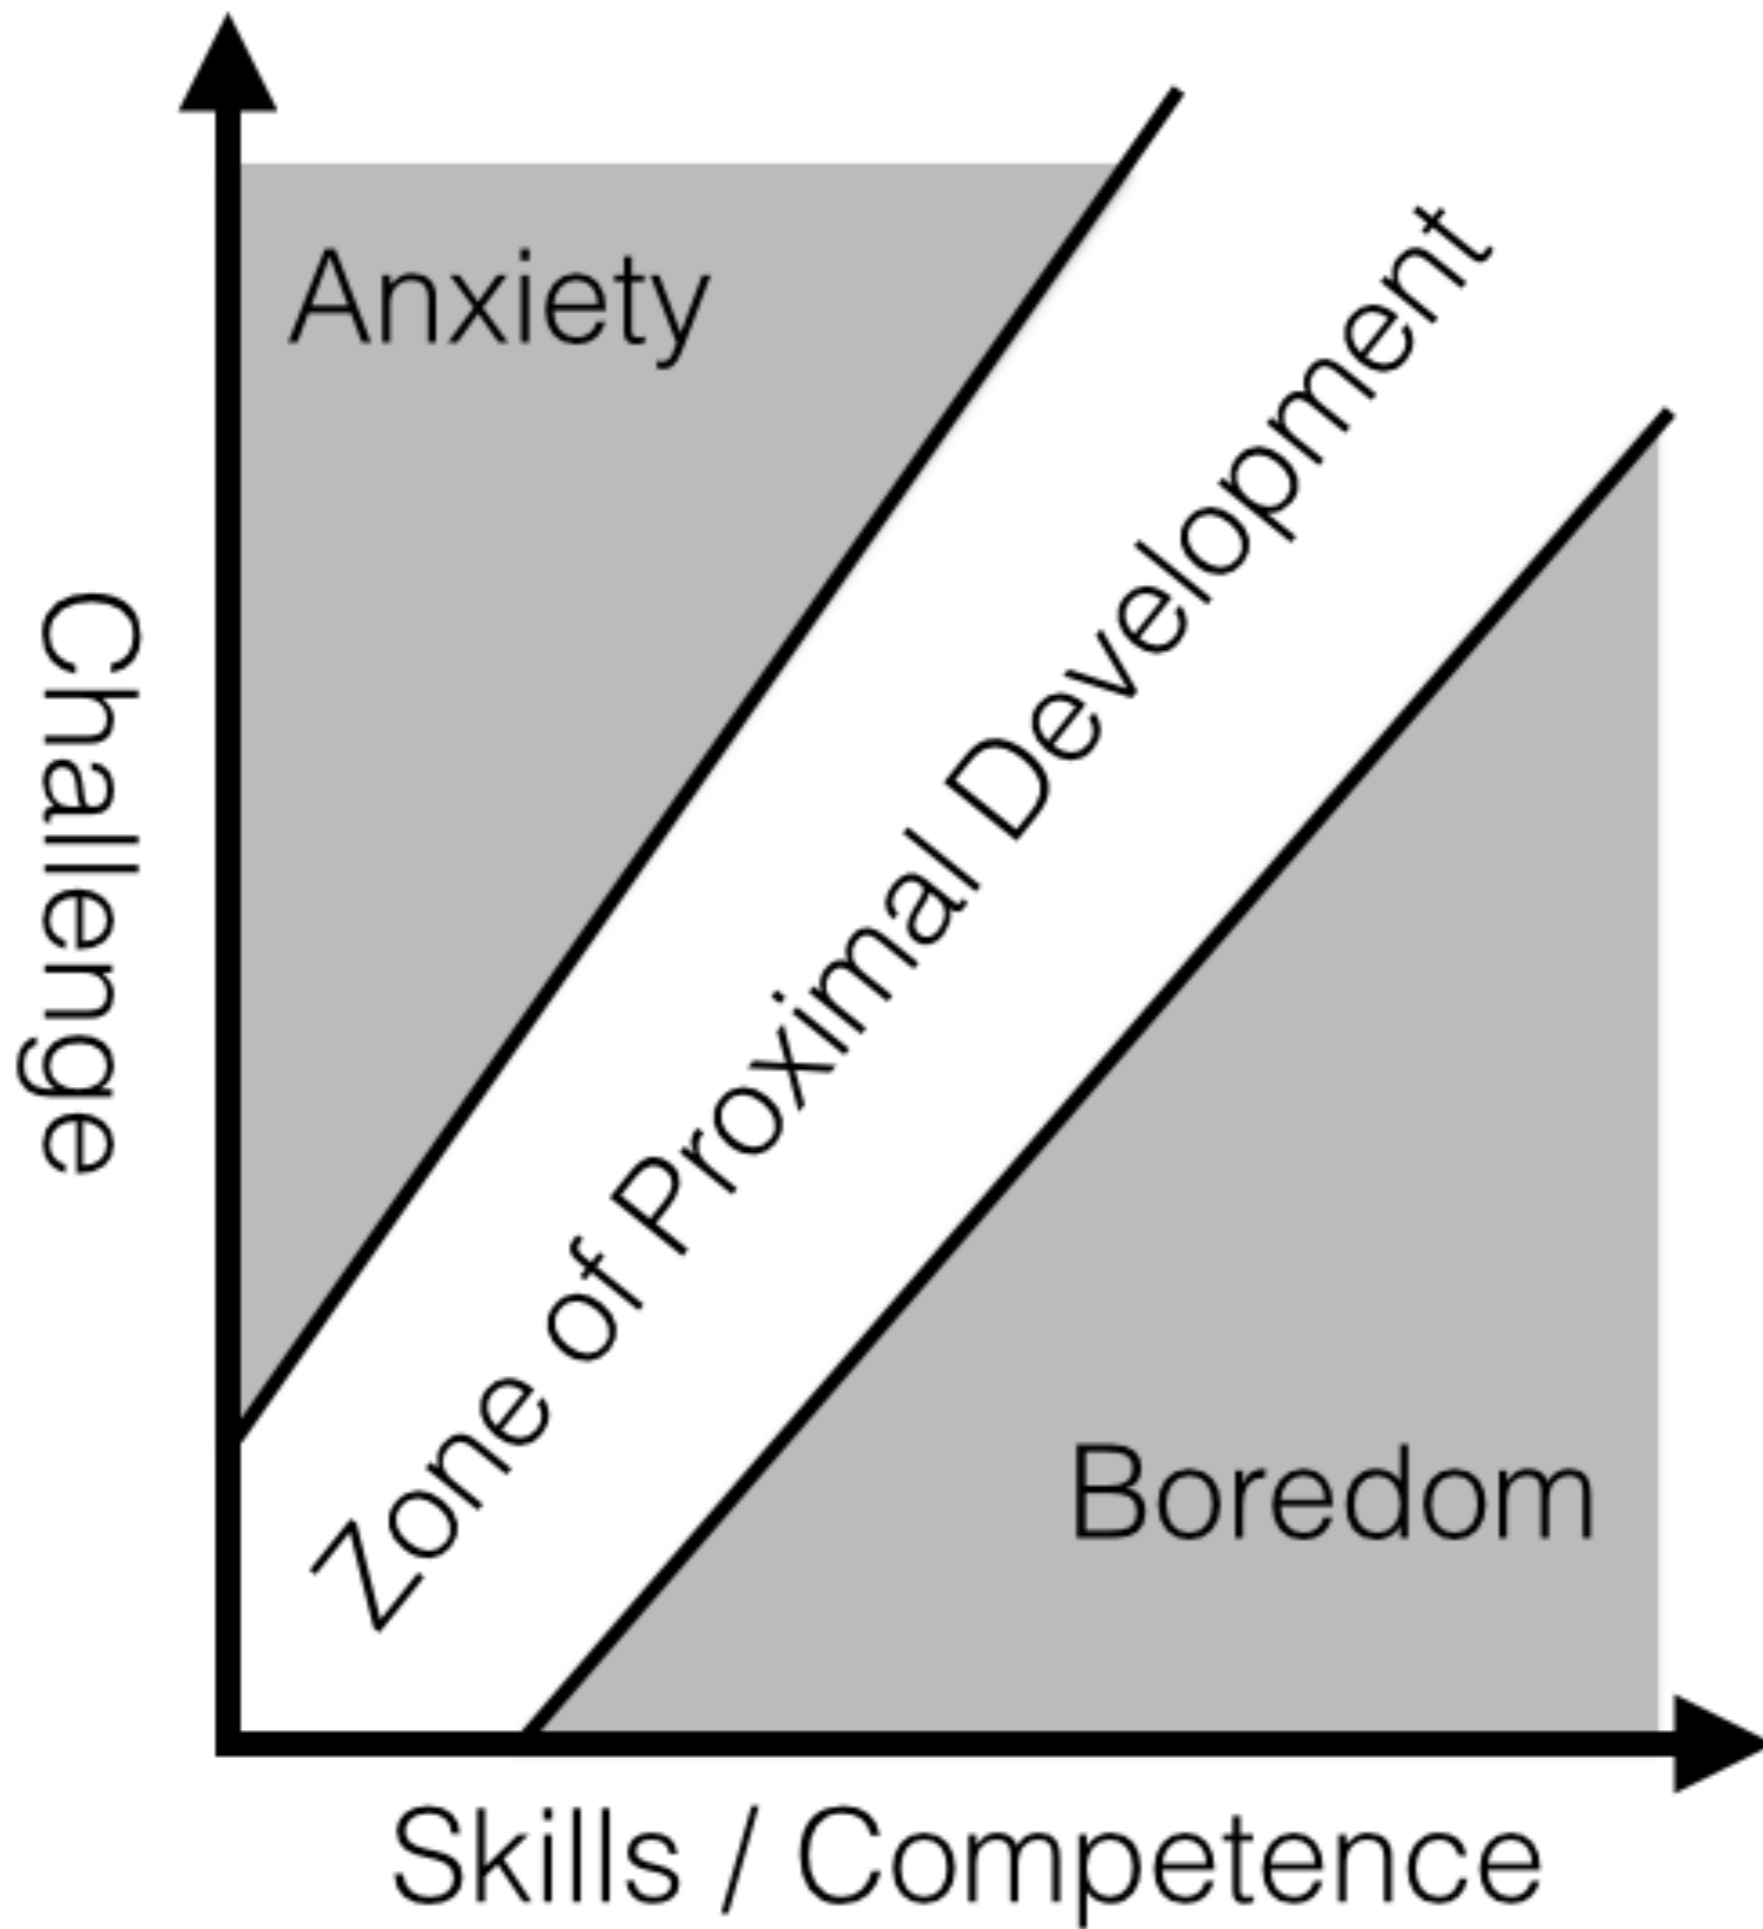 Anxiety
Challenge
Zone of Proximal Development
Boredom
Skills / Competence